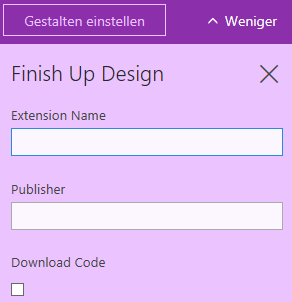 Gestalten einstellen
Weniger
Finish Up Design
Extension Name
Publisher
Download Code